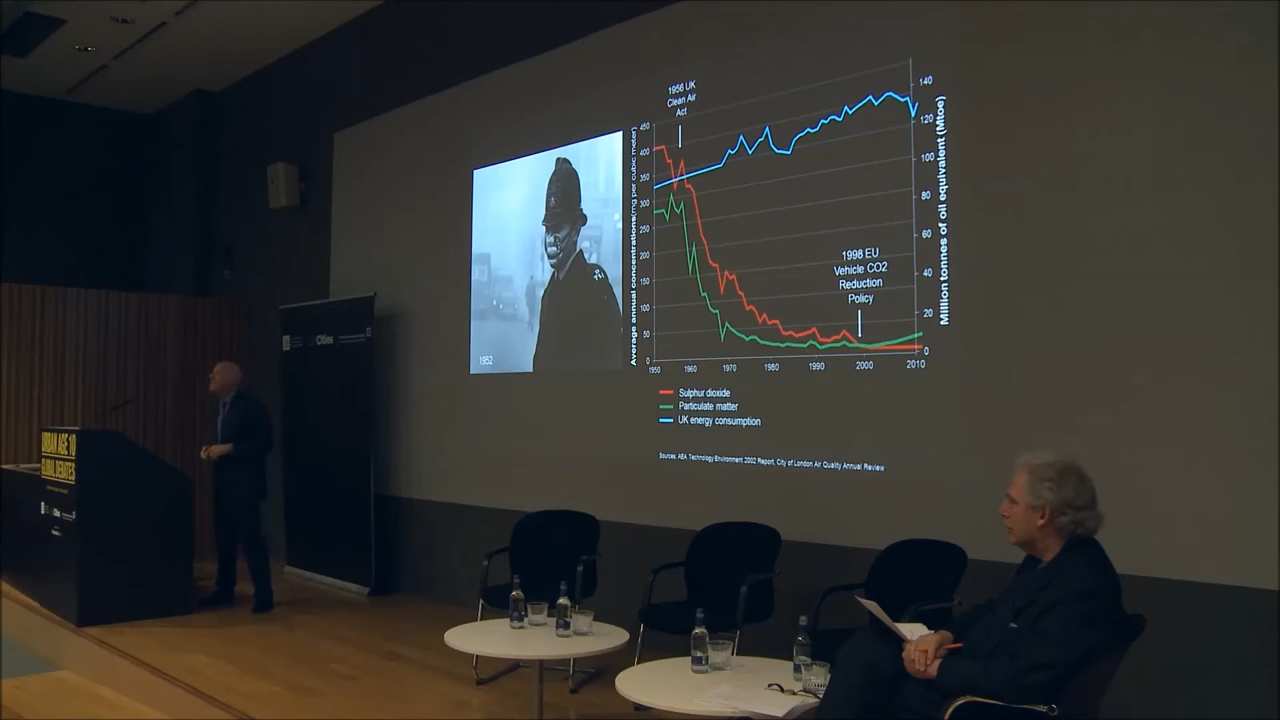 1956 UK
Clean Air
Act
450
400
350
300
250
200
150
100
50
0
Average annual concentrations (mg per cubic meter)
140
120
100
80
60
40
20
0
Million tonnes of oil equivalent (Mtoe)
1998 EU
Vehicle CO2
Reduction
Policy
1950 1960 1970 1980 1990 2000 2010
1952
Sulphur dioxide
Particulate matter
UK energy consumption
Sources: AEA Technology Environment 2002 Report, City of London Air Quality Annual Review
Cities
URBAN AGE 10
GLOBAL DEBATES